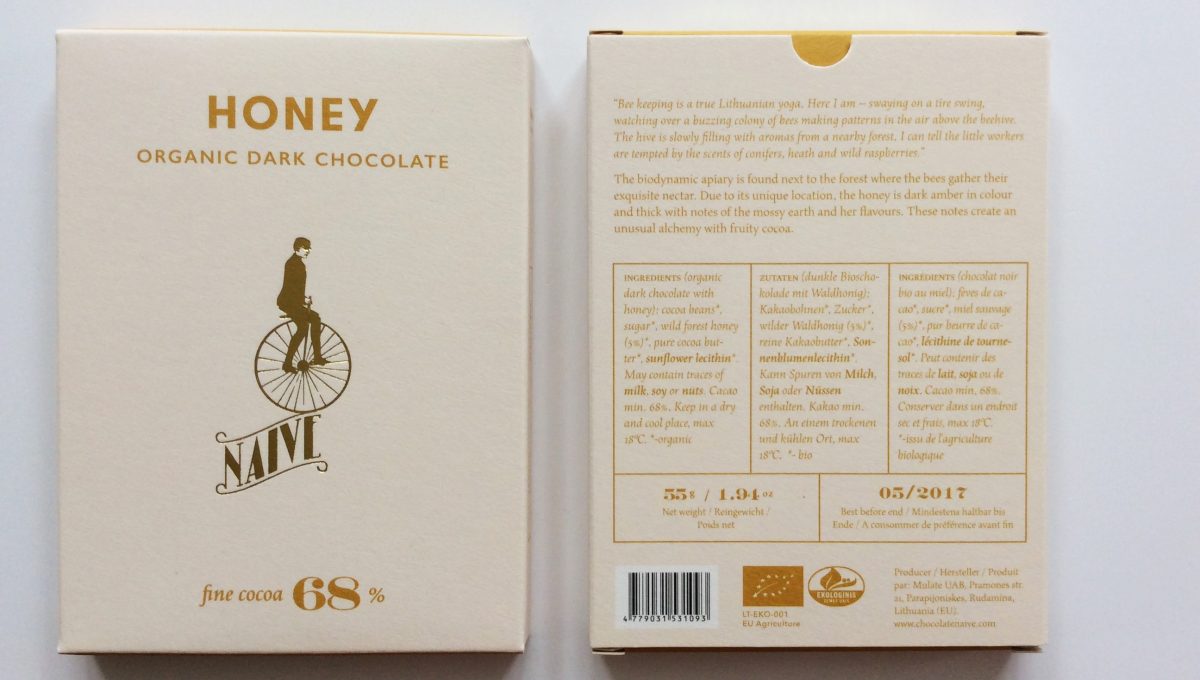 HONEY
ORGANIC DARK CHOCOLATE
NAIVE
fine cocoa 68 %
"Bee keeping is a true Lithuanian yoga. Here I am – swaying on a tire swing,
watching over a buzzing colony of bees making patterns in the air above the beehive.
The hive is slowly filling with aromas from a nearby forest. I can tell the little workers
are tempted by the scents of conifers, heath and wild raspberries."
The biodynamic apiary is found next to the forest where the bees gather their
exquisite nectar. Due to its unique location, the honey is dark amber in colour
and thick with notes of the mossy earth and her flavours. These notes create an
unusual alchemy with fruity cocoa.
INGREDIENTS (organic
dark chocolate with
honey): cocoa beans*,
sugar*, wild forest honey
(5%)*, pure cocoa but-
ter*, sunflower lecithin*.
May contain traces of
milk, soy or nuts. Cacao
min. 68%. Keep in a dry
and cool place, max
18°C. *-organic
ZUTATEN (dunkle Bioscho-
kolade mit Waldhonig):
Kakaobohnen*, Zucker*,
wilder Waldhonig (5%)*,
reine Kakaobutter*, Son-
nenblumenlecithin*.
Kann Spuren von Milch,
Soja oder Nüssen
enthalten. Kakao min.
68%. An einem trockenen
und kühlen Ort, max
18°C. *- bio
INGRÉDIENTS (chocolat noir
bio au miel): fèves de ca-
cao*, sucre*, miel sauvage
(5%)*, pur beurre de ca-
cao*, lécithine de tourne-
sol*. Peut contenir des
traces de lait, soja ou de
noix. Cacao min. 68%.
Conserver dans un endroit
sec et frais, max 18°C.
*-issu de l'agriculture
biologique
55g / 1.94 oz
Net weight / Reingewicht /
Poids net
05/2017
Best before end / Mindestens haltbar bis
Ende / A consommer de préférence avant fin
4 779031 531093
LT-EKO-001
EU Agriculture
EKOLOGINIS
ŽEMĖS ŪKIS
Producer / Hersteller / Produit
par: Mulate UAB, Pramones str.
21, Parapijoniskes, Rudamina,
Lithuania (EU).
www.chocolatenaive.com